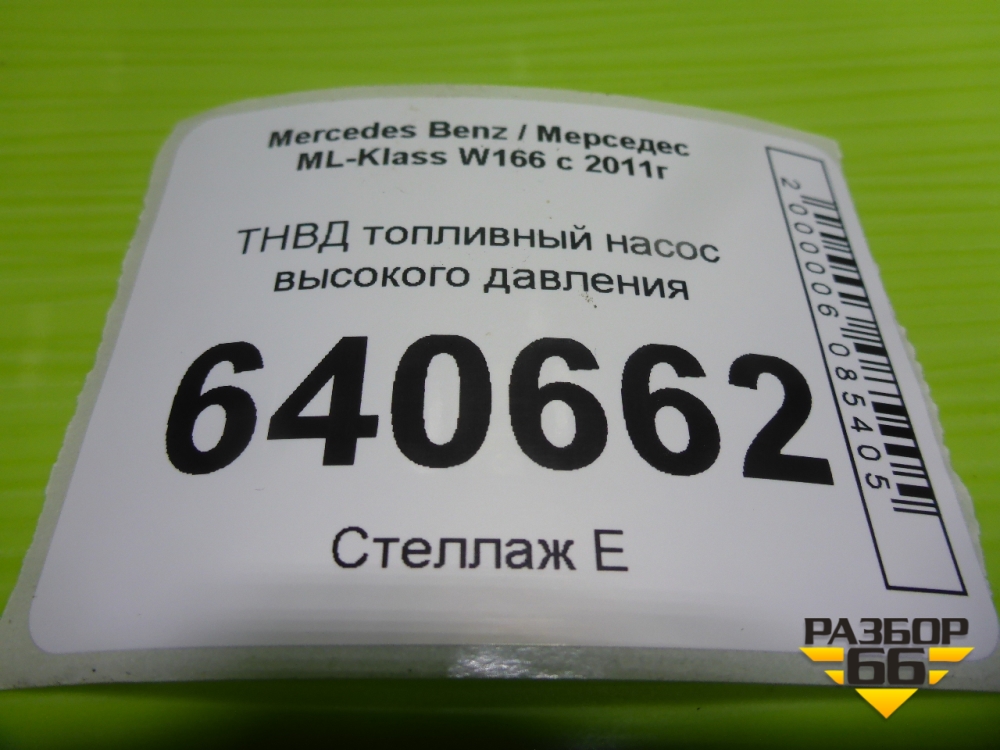 Mercedes Benz / Мерседес
ML-Klass W166 с 2011г
ТНВД топливный насос
высокого давления
640662
Стеллаж Е
2000006085405
РАЗБОР
66